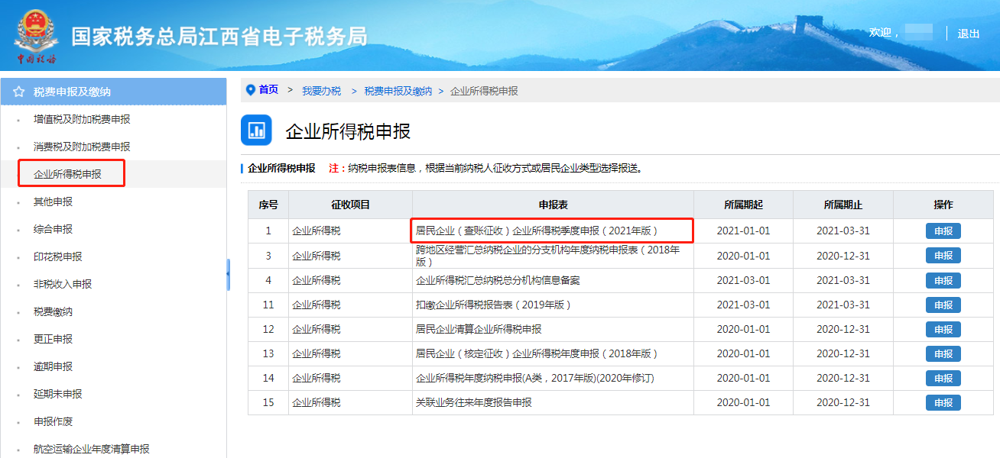 国家税务总局江西省电子税务局
中国税务
欢迎，
退出
税费申报及缴纳
增值税及附加税费申报
消费税及附加税费申报
企业所得税申报
其他申报
综合申报
印花税申报
非税收入申报
税费缴纳
更正申报
逾期申报
延期未申报
申报作废
航空运输企业年度清算申报
首页 > 我要办税 > 税费申报及缴纳 > 企业所得税申报
企业所得税申报
企业所得税申报 注：纳税申报表信息，根据当前纳税人征收方式或居民企业类型选择报送。
序号 征收项目 申报表 所属期起 所属期止 操作
1 企业所得税 居民企业（查账征收）企业所得税季度申报（2021年版） 2021-01-01 2021-03-31 申报
3 企业所得税 跨地区经营汇总纳税企业的分支机构年度纳税申报表（2018年
版） 2020-01-01 2020-12-31 申报
4 企业所得税 企业所得税汇总纳税总分机构信息备案 2021-03-01 2021-03-31 申报
11 企业所得税 扣缴企业所得税报告表（2019年版） 2021-03-01 2021-03-31 申报
12 企业所得税 居民企业清算企业所得税申报 2020-01-01 2020-12-31 申报
13 企业所得税 居民企业（核定征收）企业所得税年度申报（2018年版） 2020-01-01 2020-12-31 申报
14 企业所得税 企业所得税年度纳税申报(A类，2017年版)(2020年修订) 2020-01-01 2020-12-31 申报
15 企业所得税 关联业务往来年度报告申报 2020-01-01 2020-12-31 申报